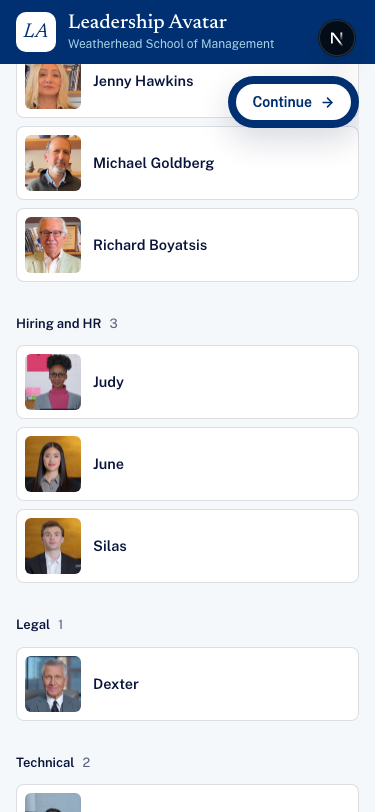 LA
Leadership Avatar
Weatherhead School of Management
N
Jenny Hawkins
Continue →
Michael Goldberg
Richard Boyatsis
Hiring and HR 3
Judy
June
Silas
Legal 1
Dexter
Technical 2